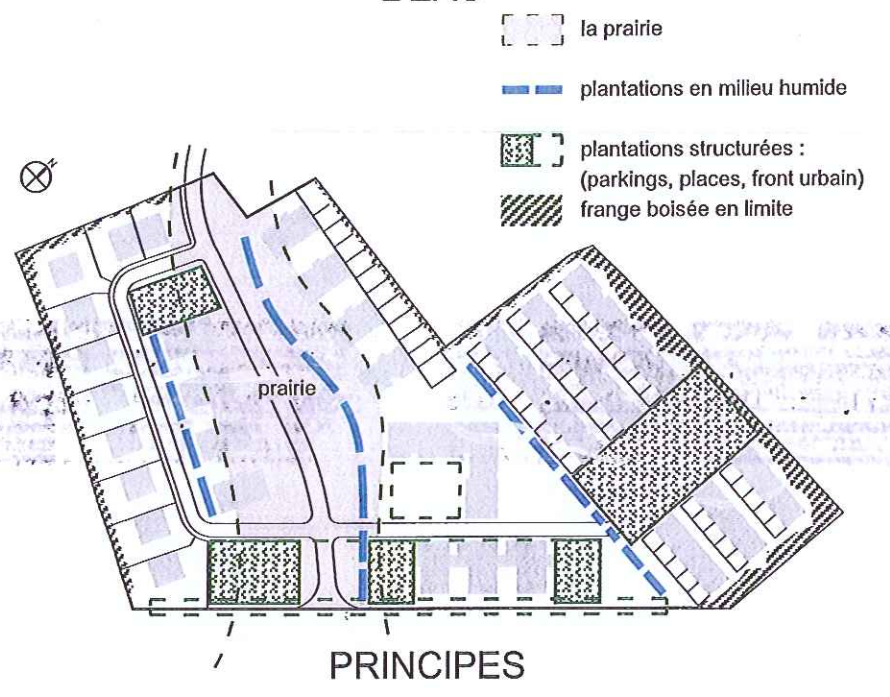 la prairie
plantations en milieu humide
plantations structurées :
(parkings, places, front urbain)
frange boisée en limite
N
prairie
PRINCIPES